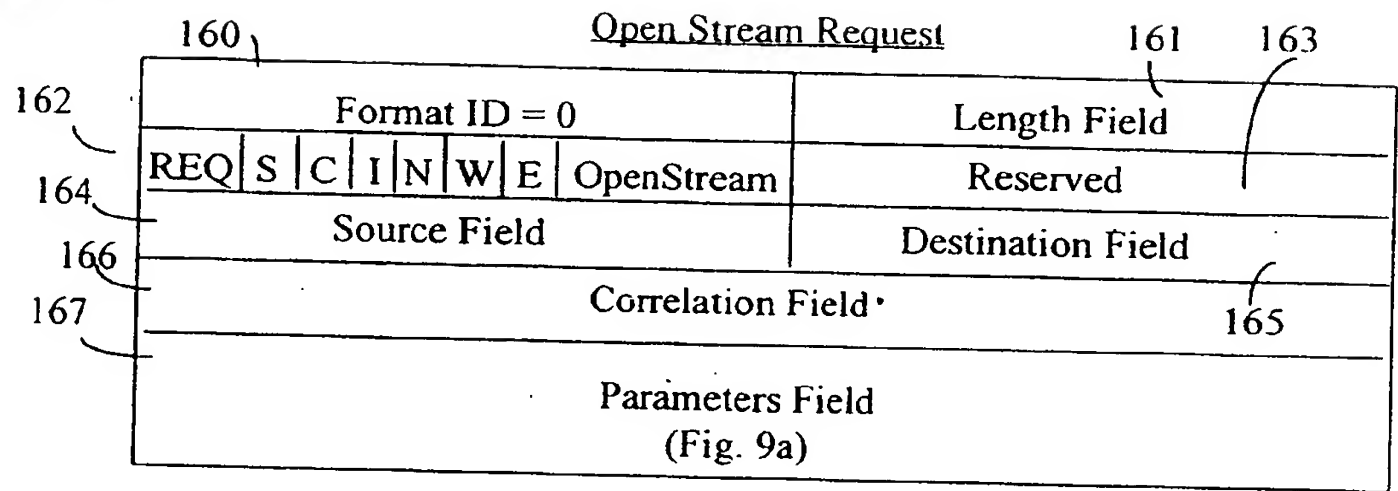 Open Stream Request
160
161
163
162
Format ID = 0
Length Field
REQ S C I N W E OpenStream
Reserved
164
Source Field
Destination Field
166
Correlation Field
165
167
Parameters Field
(Fig. 9a)